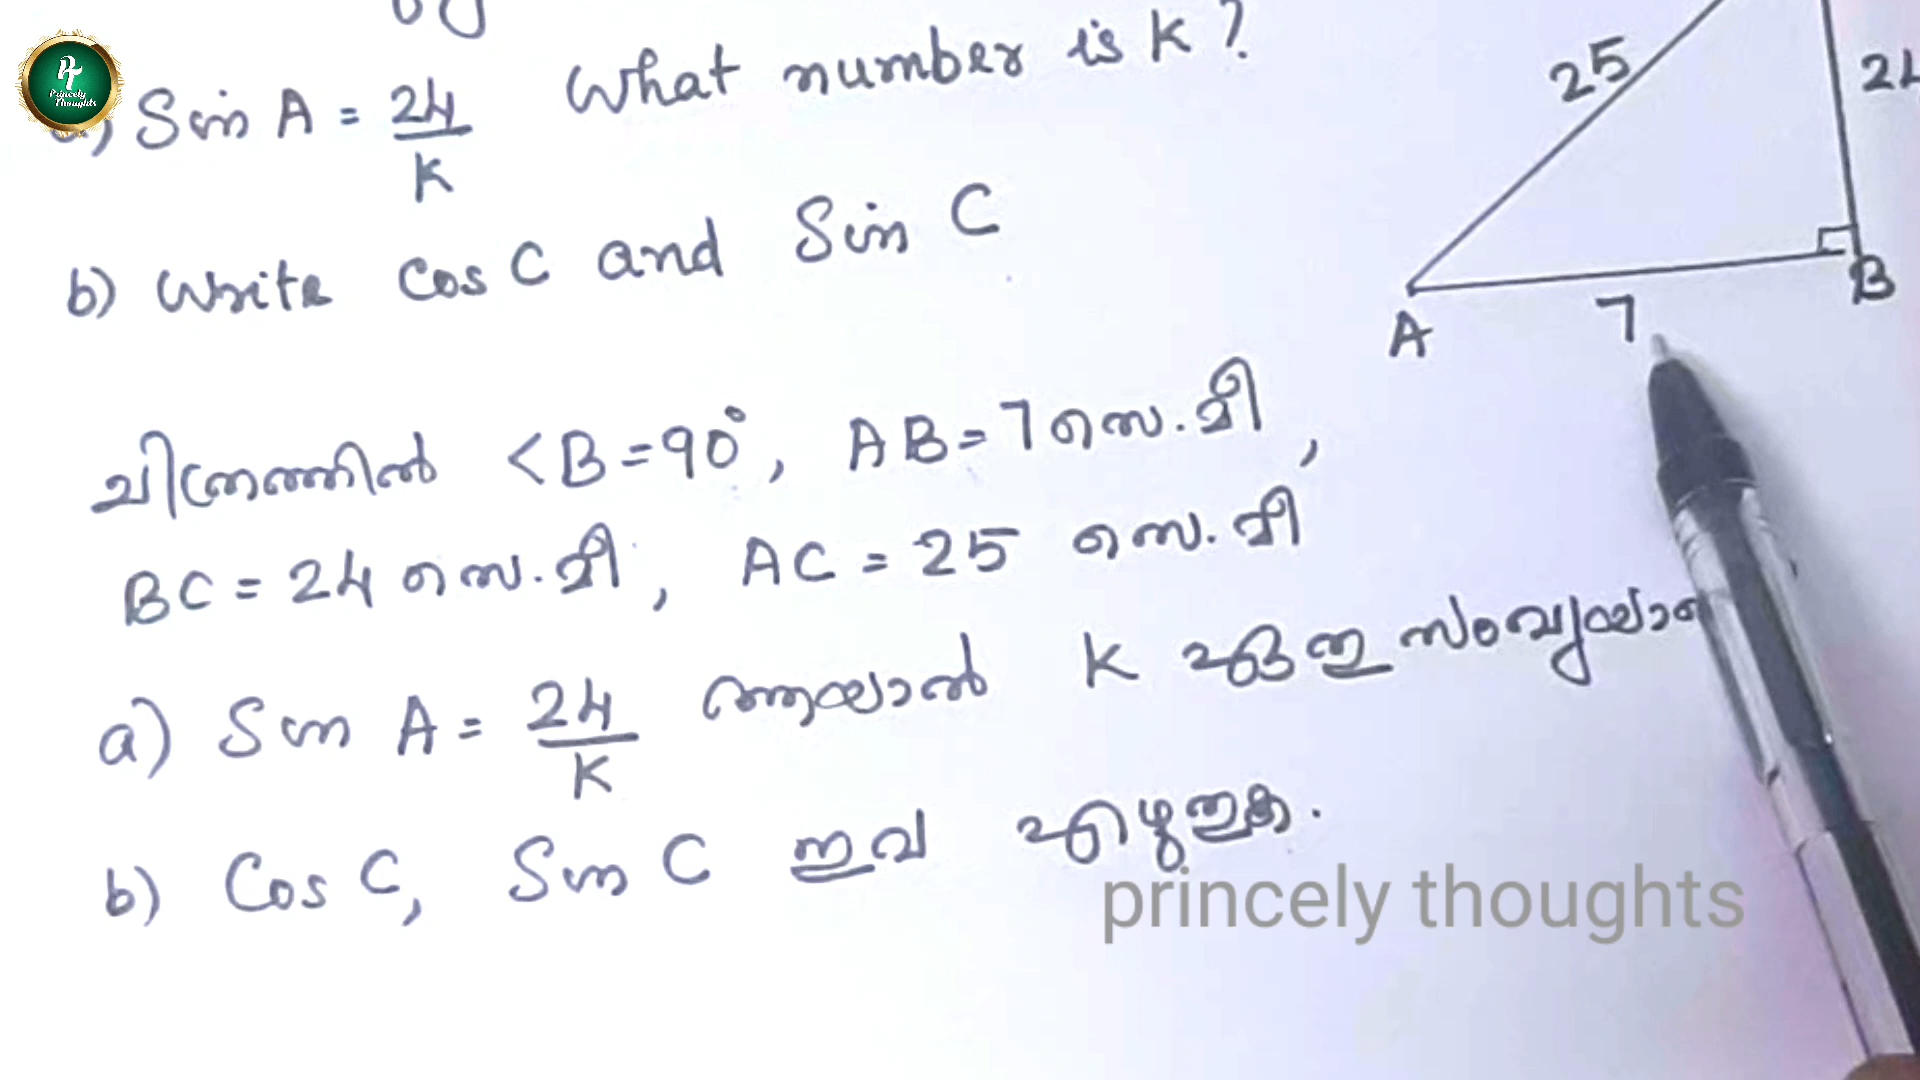 a) Sin A = 24/K What number is K?
b) Write Cos C and Sin C
25
24
B
A
7
ചിത്രത്തിൽ <B=90°, AB=7 സെ.മീ,
BC = 24 സെ.മീ, AC = 25 സെ.മീ
a) Sin A = 24/K ആയാൽ K ഏത് സംഖ്യയാ
b) Cos C, Sin C ഇവ എഴുതുക.
princely thoughts
PT
Princely
Thoughts